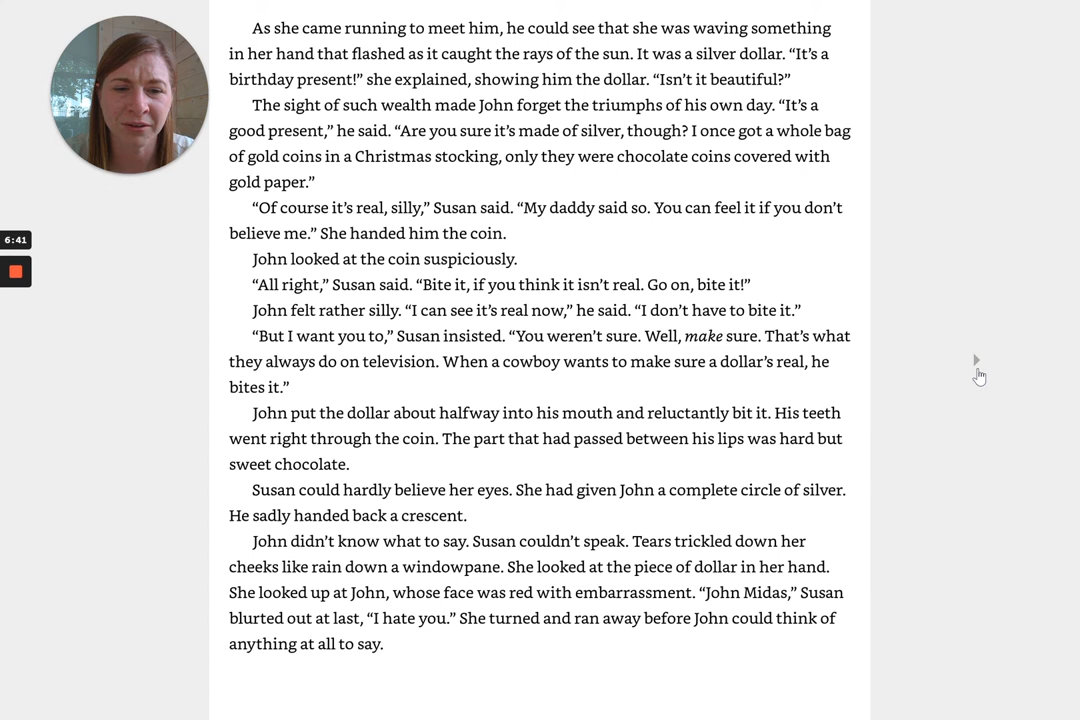 As she came running to meet him, he could see that she was waving something
in her hand that flashed as it caught the rays of the sun. It was a silver dollar. “It’s a
birthday present!” she explained, showing him the dollar. “Isn’t it beautiful?”
The sight of such wealth made John forget the triumphs of his own day. “It’s a
good present,” he said. “Are you sure it’s made of silver, though? I once got a whole bag
of gold coins in a Christmas stocking, only they were chocolate coins covered with
gold paper.”
“Of course it’s real, silly,” Susan said. “My daddy said so. You can feel it if you don’t
believe me.” She handed him the coin.
John looked at the coin suspiciously.
“All right,” Susan said. “Bite it, if you think it isn’t real. Go on, bite it!”
John felt rather silly. “I can see it’s real now,” he said. “I don’t have to bite it.”
“But I want you to,” Susan insisted. “You weren’t sure. Well, make sure. That’s what
they always do on television. When a cowboy wants to make sure a dollar’s real, he
bites it.”
John put the dollar about halfway into his mouth and reluctantly bit it. His teeth
went right through the coin. The part that had passed between his lips was hard but
sweet chocolate.
Susan could hardly believe her eyes. She had given John a complete circle of silver.
He sadly handed back a crescent.
John didn’t know what to say. Susan couldn’t speak. Tears trickled down her
cheeks like rain down a windowpane. She looked at the piece of dollar in her hand.
She looked up at John, whose face was red with embarrassment. “John Midas,” Susan
blurted out at last, “I hate you.” She turned and ran away before John could think of
anything at all to say.
6:41